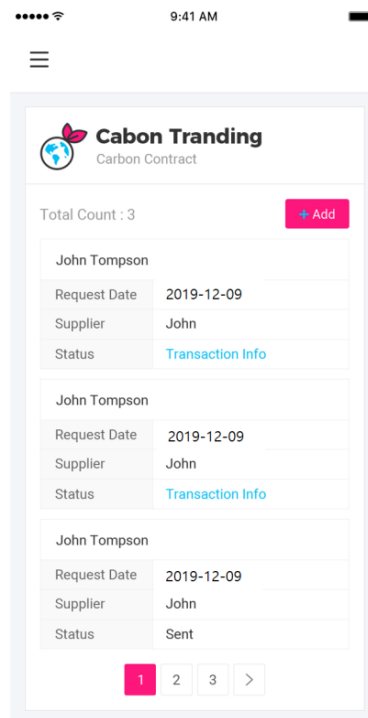 9:41 AM
Cabon Tranding
Carbon Contract
Total Count : 3
+ Add
John Tompson
Request Date 2019-12-09
Supplier John
Status Transaction Info
John Tompson
Request Date 2019-12-09
Supplier John
Status Transaction Info
John Tompson
Request Date 2019-12-09
Supplier John
Status Sent
1 2 3 >